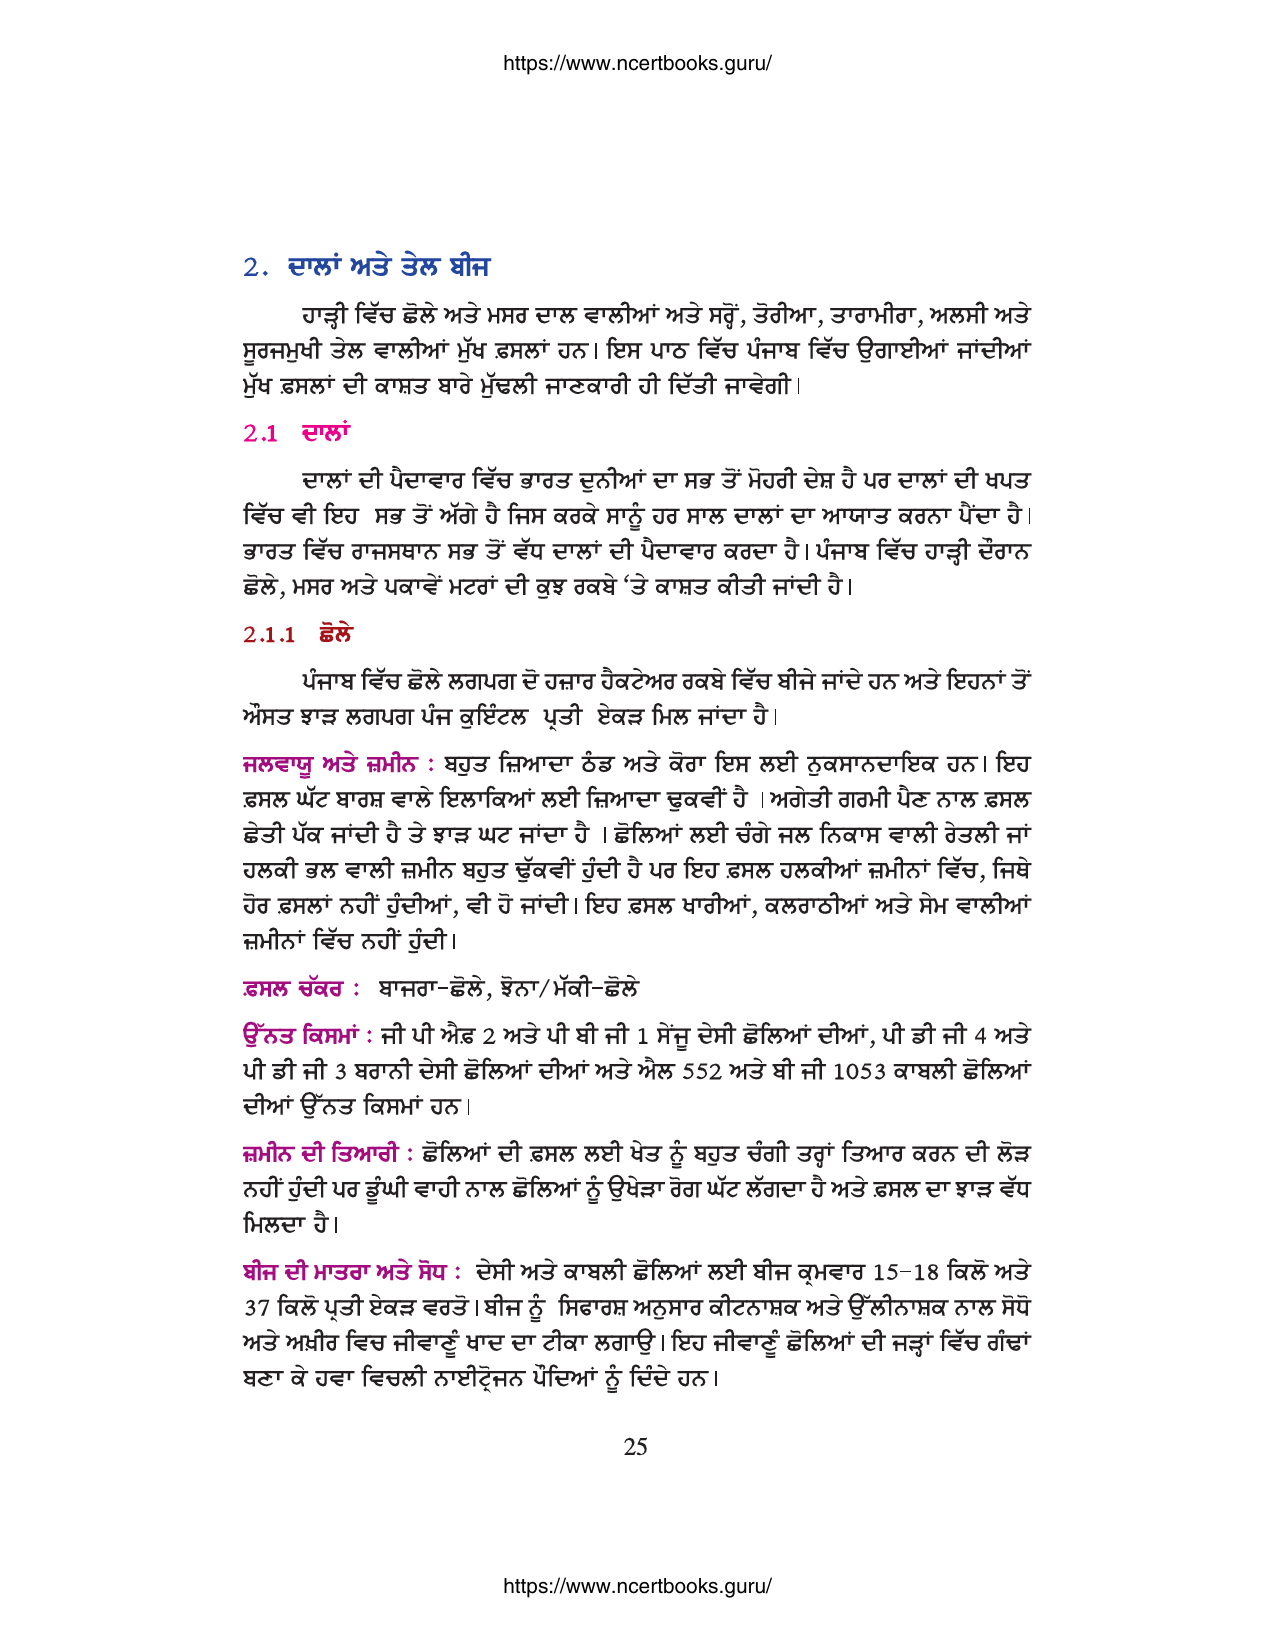 https://www.ncertbooks.guru/
2. ਦਾਲਾਂ ਅਤੇ ਤੇਲ ਬੀਜ
ਹਾੜ੍ਹੀ ਵਿੱਚ ਛੋਲੇ ਅਤੇ ਮਸਰ ਦਾਲ ਵਾਲੀਆਂ ਅਤੇ ਸਰ੍ਹੋਂ, ਤੋਰੀਆ, ਤਾਰਾਮੀਰਾ, ਅਲਸੀ ਅਤੇ
ਸੂਰਜਮੁਖੀ ਤੇਲ ਵਾਲੀਆਂ ਮੁੱਖ ਫ਼ਸਲਾਂ ਹਨ। ਇਸ ਪਾਠ ਵਿੱਚ ਪੰਜਾਬ ਵਿੱਚ ਉਗਾਈਆਂ ਜਾਂਦੀਆਂ
ਮੁੱਖ ਫ਼ਸਲਾਂ ਦੀ ਕਾਸ਼ਤ ਬਾਰੇ ਮੁੱਢਲੀ ਜਾਣਕਾਰੀ ਹੀ ਦਿੱਤੀ ਜਾਵੇਗੀ।
2.1 ਦਾਲਾਂ
ਦਾਲਾਂ ਦੀ ਪੈਦਾਵਾਰ ਵਿੱਚ ਭਾਰਤ ਦੁਨੀਆਂ ਦਾ ਸਭ ਤੋਂ ਮੋਹਰੀ ਦੇਸ਼ ਹੈ ਪਰ ਦਾਲਾਂ ਦੀ ਖਪਤ
ਵਿੱਚ ਵੀ ਇਹ ਸਭ ਤੋਂ ਅੱਗੇ ਹੈ ਜਿਸ ਕਰਕੇ ਸਾਨੂੰ ਹਰ ਸਾਲ ਦਾਲਾਂ ਦਾ ਆਯਾਤ ਕਰਨਾ ਪੈਂਦਾ ਹੈ।
ਭਾਰਤ ਵਿੱਚ ਰਾਜਸਥਾਨ ਸਭ ਤੋਂ ਵੱਧ ਦਾਲਾਂ ਦੀ ਪੈਦਾਵਾਰ ਕਰਦਾ ਹੈ। ਪੰਜਾਬ ਵਿੱਚ ਹਾੜ੍ਹੀ ਦੌਰਾਨ
ਛੋਲੇ, ਮਸਰ ਅਤੇ ਪਕਾਵੇਂ ਮਟਰਾਂ ਦੀ ਕੁਝ ਰਕਬੇ ‘ਤੇ ਕਾਸ਼ਤ ਕੀਤੀ ਜਾਂਦੀ ਹੈ।
2.1.1 ਛੋਲੇ
ਪੰਜਾਬ ਵਿੱਚ ਛੋਲੇ ਲਗਪਗ ਦੋ ਹਜ਼ਾਰ ਹੈਕਟੇਅਰ ਰਕਬੇ ਵਿੱਚ ਬੀਜੇ ਜਾਂਦੇ ਹਨ ਅਤੇ ਇਹਨਾਂ ਤੋਂ
ਔਸਤ ਝਾੜ ਲਗਪਗ ਪੰਜ ਕੁਇੰਟਲ ਪ੍ਰਤੀ ਏਕੜ ਮਿਲ ਜਾਂਦਾ ਹੈ।
ਜਲਵਾਯੂ ਅਤੇ ਜ਼ਮੀਨ : ਬਹੁਤ ਜ਼ਿਆਦਾ ਠੰਡ ਅਤੇ ਕੋਰਾ ਇਸ ਲਈ ਨੁਕਸਾਨਦਾਇਕ ਹਨ। ਇਹ
ਫ਼ਸਲ ਘੱਟ ਬਾਰਸ਼ ਵਾਲੇ ਇਲਾਕਿਆਂ ਲਈ ਜ਼ਿਆਦਾ ਢੁਕਵੀਂ ਹੈ । ਅਗੇਤੀ ਗਰਮੀ ਪੈਣ ਨਾਲ ਫ਼ਸਲ
ਛੇਤੀ ਪੱਕ ਜਾਂਦੀ ਹੈ ਤੇ ਝਾੜ ਘਟ ਜਾਂਦਾ ਹੈ । ਛੋਲਿਆਂ ਲਈ ਚੰਗੇ ਜਲ ਨਿਕਾਸ ਵਾਲੀ ਰੇਤਲੀ ਜਾਂ
ਹਲਕੀ ਭਲ ਵਾਲੀ ਜ਼ਮੀਨ ਬਹੁਤ ਢੁੱਕਵੀਂ ਹੁੰਦੀ ਹੈ ਪਰ ਇਹ ਫ਼ਸਲ ਹਲਕੀਆਂ ਜ਼ਮੀਨਾਂ ਵਿੱਚ, ਜਿਥੇ
ਹੋਰ ਫ਼ਸਲਾਂ ਨਹੀਂ ਹੁੰਦੀਆਂ, ਵੀ ਹੋ ਜਾਂਦੀ। ਇਹ ਫ਼ਸਲ ਖਾਰੀਆਂ, ਕਲਰਾਠੀਆਂ ਅਤੇ ਸੇਮ ਵਾਲੀਆਂ
ਜ਼ਮੀਨਾਂ ਵਿੱਚ ਨਹੀਂ ਹੁੰਦੀ।
ਫ਼ਸਲ ਚੱਕਰ : ਬਾਜਰਾ-ਛੋਲੇ, ਝੋਨਾ/ਮੱਕੀ-ਛੋਲੇ
ਉੱਨਤ ਕਿਸਮਾਂ : ਜੀ ਪੀ ਐਫ਼ 2 ਅਤੇ ਪੀ ਬੀ ਜੀ 1 ਸੇਂਜੂ ਦੇਸੀ ਛੋਲਿਆਂ ਦੀਆਂ, ਪੀ ਡੀ ਜੀ 4 ਅਤੇ
ਪੀ ਡੀ ਜੀ 3 ਬਰਾਨੀ ਦੇਸੀ ਛੋਲਿਆਂ ਦੀਆਂ ਅਤੇ ਐਲ 552 ਅਤੇ ਬੀ ਜੀ 1053 ਕਾਬਲੀ ਛੋਲਿਆਂ
ਦੀਆਂ ਉੱਨਤ ਕਿਸਮਾਂ ਹਨ।
ਜ਼ਮੀਨ ਦੀ ਤਿਆਰੀ : ਛੋਲਿਆਂ ਦੀ ਫ਼ਸਲ ਲਈ ਖੇਤ ਨੂੰ ਬਹੁਤ ਚੰਗੀ ਤਰ੍ਹਾਂ ਤਿਆਰ ਕਰਨ ਦੀ ਲੋੜ
ਨਹੀਂ ਹੁੰਦੀ ਪਰ ਡੂੰਘੀ ਵਾਹੀ ਨਾਲ ਛੋਲਿਆਂ ਨੂੰ ਉਖੇੜਾ ਰੋਗ ਘੱਟ ਲੱਗਦਾ ਹੈ ਅਤੇ ਫ਼ਸਲ ਦਾ ਝਾੜ ਵੱਧ
ਮਿਲਦਾ ਹੈ।
ਬੀਜ ਦੀ ਮਾਤਰਾ ਅਤੇ ਸੋਧ : ਦੇਸੀ ਅਤੇ ਕਾਬਲੀ ਛੋਲਿਆਂ ਲਈ ਬੀਜ ਕ੍ਰਮਵਾਰ 15-18 ਕਿਲੋ ਅਤੇ
37 ਕਿਲੋ ਪ੍ਰਤੀ ਏਕੜ ਵਰਤੋ। ਬੀਜ ਨੂੰ ਸਿਫਾਰਸ਼ ਅਨੁਸਾਰ ਕੀਟਨਾਸ਼ਕ ਅਤੇ ਉੱਲੀਨਾਸ਼ਕ ਨਾਲ ਸੋਧੋ
ਅਤੇ ਅਖ਼ੀਰ ਵਿਚ ਜੀਵਾਣੂੰ ਖਾਦ ਦਾ ਟੀਕਾ ਲਗਾਉ। ਇਹ ਜੀਵਾਣੂੰ ਛੋਲਿਆਂ ਦੀ ਜੜ੍ਹਾਂ ਵਿੱਚ ਗੰਢਾਂ
ਬਣਾ ਕੇ ਹਵਾ ਵਿਚਲੀ ਨਾਈਟ੍ਰੋਜਨ ਪੌਦਿਆਂ ਨੂੰ ਦਿੰਦੇ ਹਨ।
25
https://www.ncertbooks.guru/